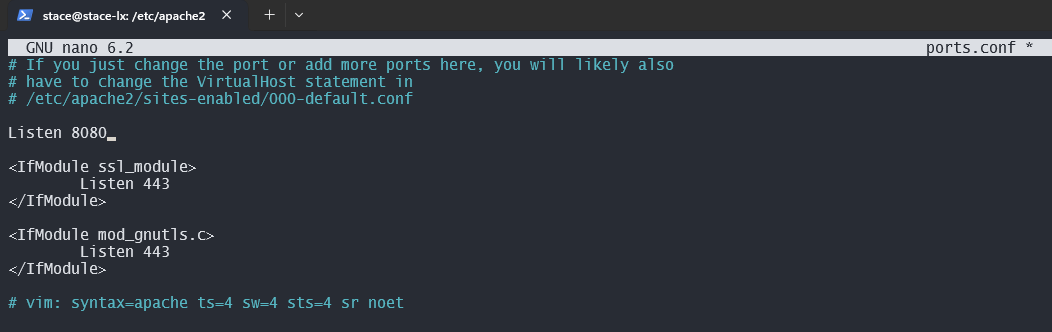 stace@stace-lx: /etc/apache2
GNU nano 6.2 ports.conf *
# If you just change the port or add more ports here, you will likely also
# have to change the VirtualHost statement in
# /etc/apache2/sites-enabled/000-default.conf
Listen 8080
<IfModule ssl_module>
Listen 443
</IfModule>
<IfModule mod_gnutls.c>
Listen 443
</IfModule>
# vim: syntax=apache ts=4 sw=4 sts=4 sr noet